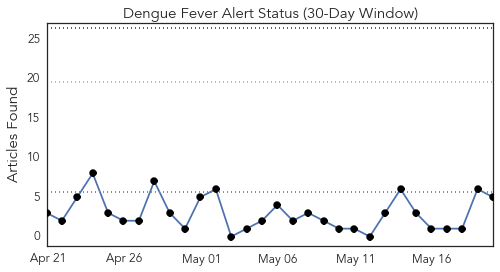 Dengue Fever Alert Status (30-Day Window)
Articles Found
25
20
15
10
5
0
Apr 21
Apr 26
May 01
May 06
May 11
May 16